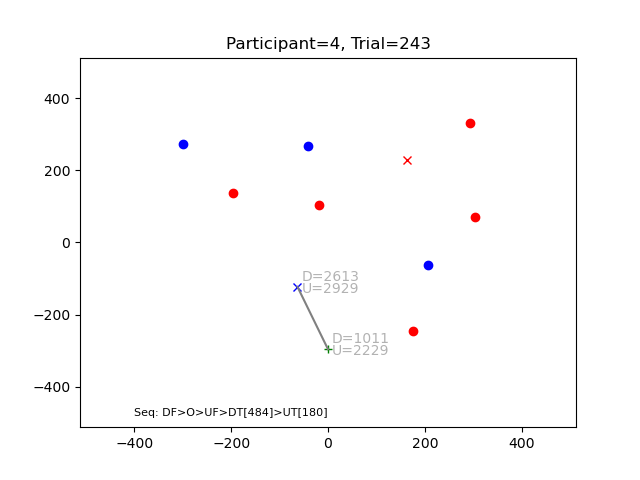 Participant=4, Trial=243
400
200
0
−200
−400
D=2613
U=2929
D=1011
U=2229
Seq: DF>O>UF>DT[484]>UT[180]
−400 −200 0 200 400